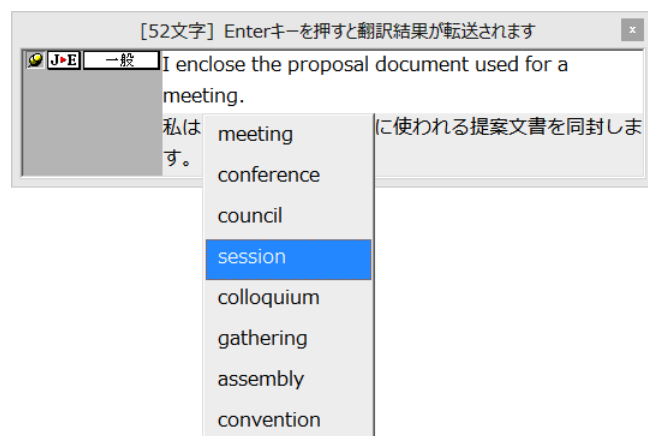 [52文字] Enterキーを押すと翻訳結果が転送されます x
J▶E 一般 I enclose the proposal document used for a
meeting.
私は
に使われる提案文書を同封しま
す。
meeting
conference
council
session
colloquium
gathering
assembly
convention